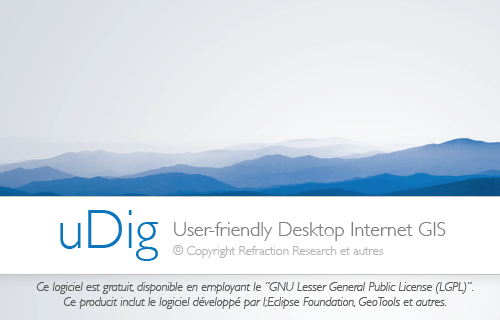 uDig User-friendly Desktop Internet GIS
© Copyright Refraction Research et autres
Ce logiciel est gratuit, disponible en employant le "GNU Lesser General Public License (LGPL)".
Ce producit inclut le logiciel développé par l;Eclipse Foundation, GeoTools et autres.